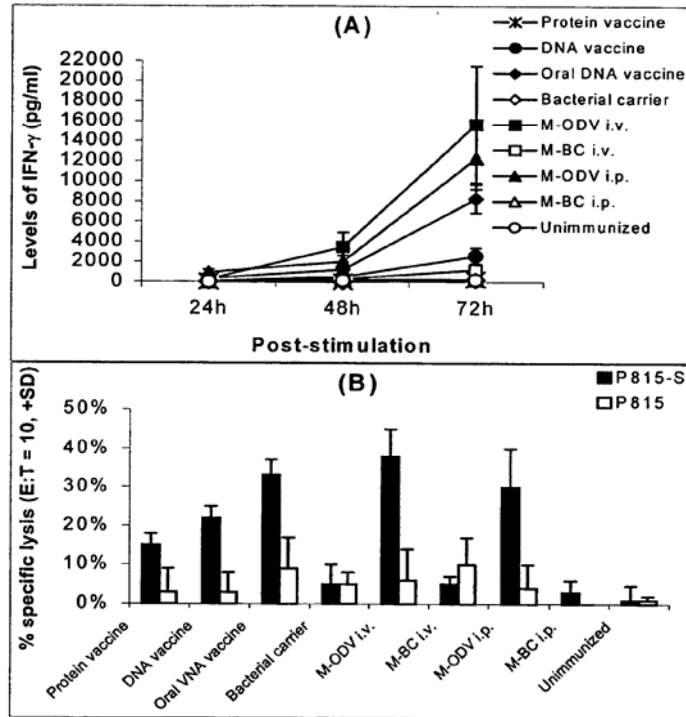 (A)
Levels of IFN-γ (pg/ml)
22000
20000
18000
16000
14000
12000
10000
8000
6000
4000
2000
0
24h 48h 72h
Post-stimulation
Protein vaccine
DNA vaccine
Oral DNA vaccine
Bacterial carrier
M-ODV i.v.
M-BC i.v.
M-ODV i.p.
M-BC i.p.
Unimmunized
(B)
P815-S
P815
% specific lysis (E:T = 10, +SD)
50%
40%
30%
20%
10%
0%
Protein vaccine
DNA vaccine
Oral VNA vaccine
Bacterial carrier
M-ODV i.v.
M-BC i.v.
M-ODV i.p.
M-BC i.p.
Unimmunized